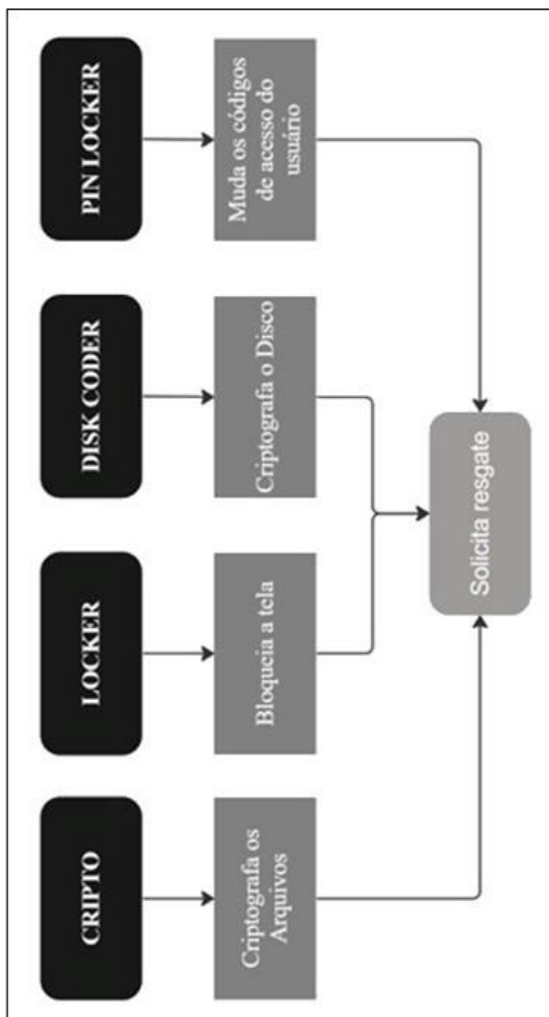 CRIPTO
LOCKER
DISK CODER
PIN LOCKER
Criptografa os
Arquivos
Bloqueia a tela
Criptografa o Disco
Muda os códigos
de acesso do
usuário
Solicita resgate